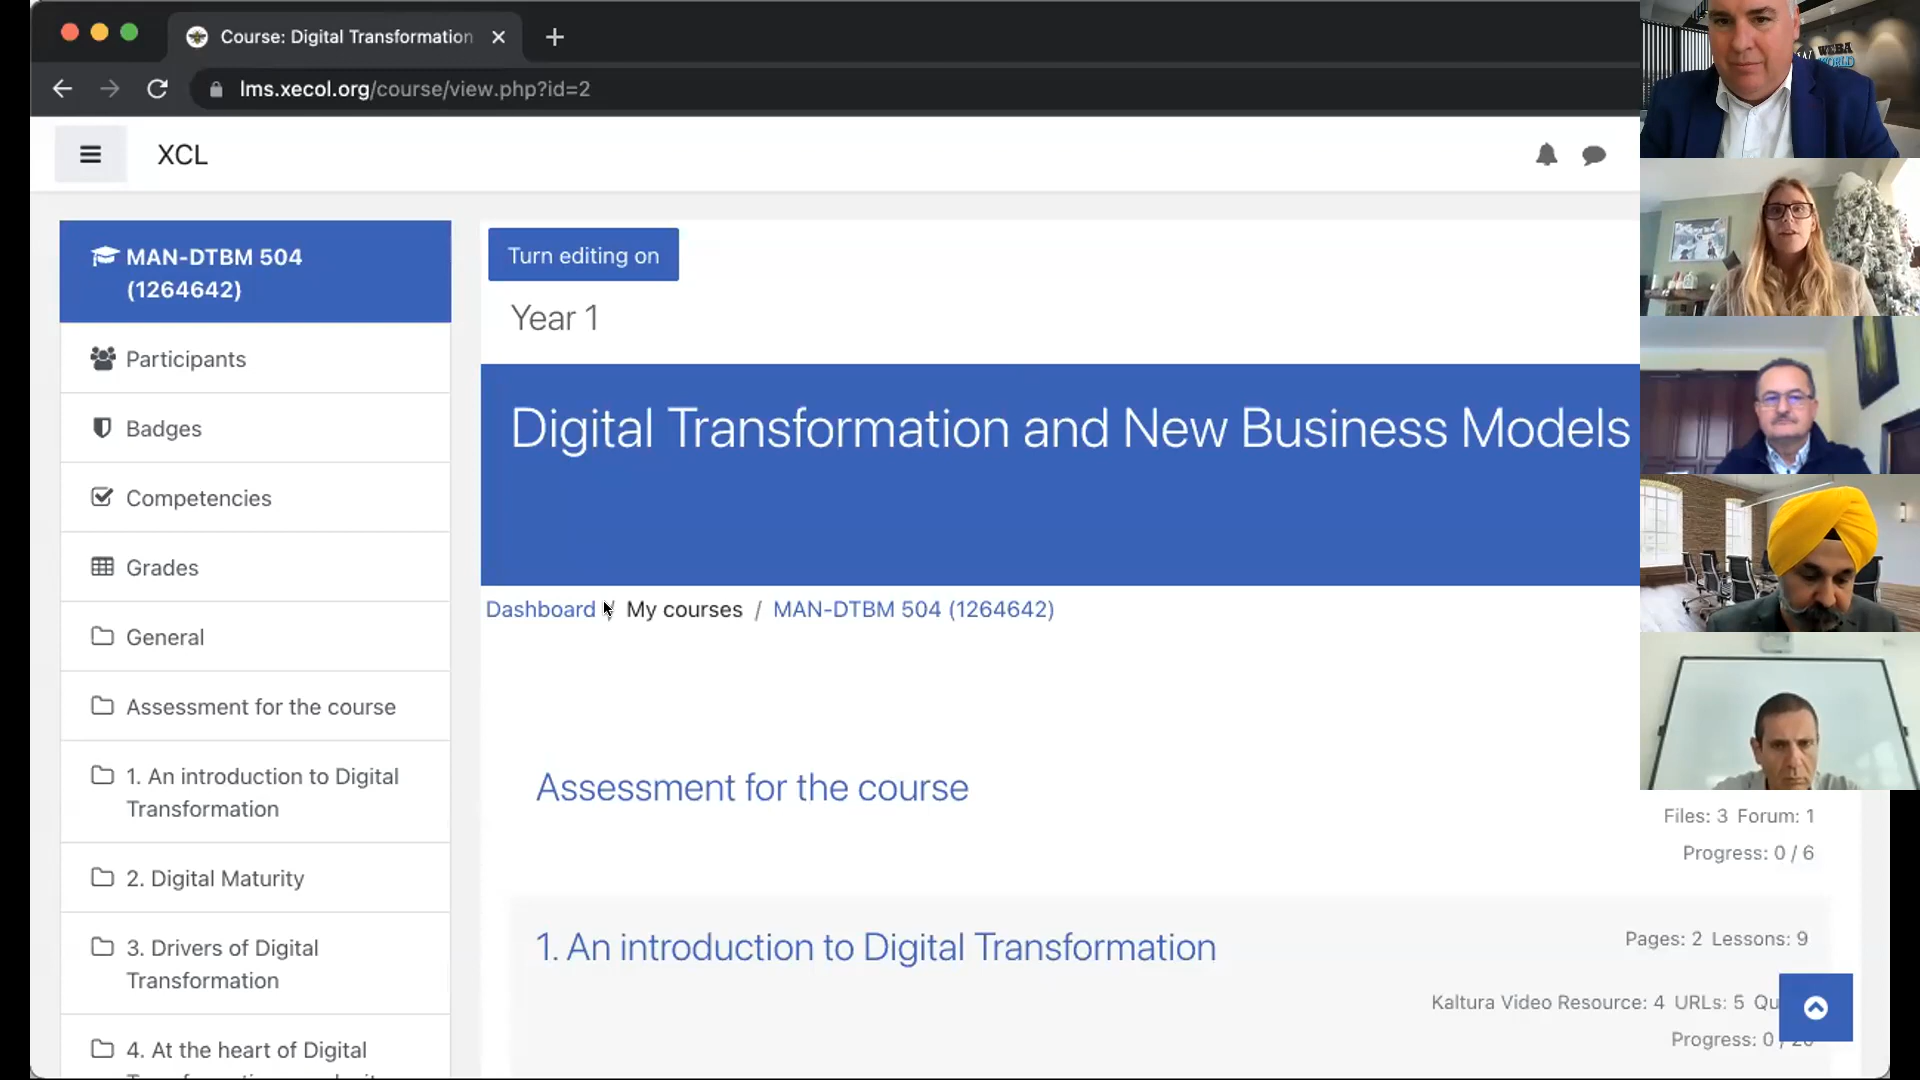 Course: Digital Transformation
lms.xecol.org/course/view.php?id=2
XCL
WEBA
MAN-DTBM 504
(1264642)
Participants
Badges
Competencies
Grades
General
Assessment for the course
1. An introduction to Digital
Transformation
2. Digital Maturity
3. Drivers of Digital
Transformation
4. At the heart of Digital
Turn editing on
Year 1
Digital Transformation and New Business Models
Dashboard / My courses / MAN-DTBM 504 (1264642)
Assessment for the course
Files: 3 Forum: 1
Progress: 0 / 6
1. An introduction to Digital Transformation
Pages: 2 Lessons: 9
Kaltura Video Resource: 4 URLs: 5 Qu
Progress: 0 /